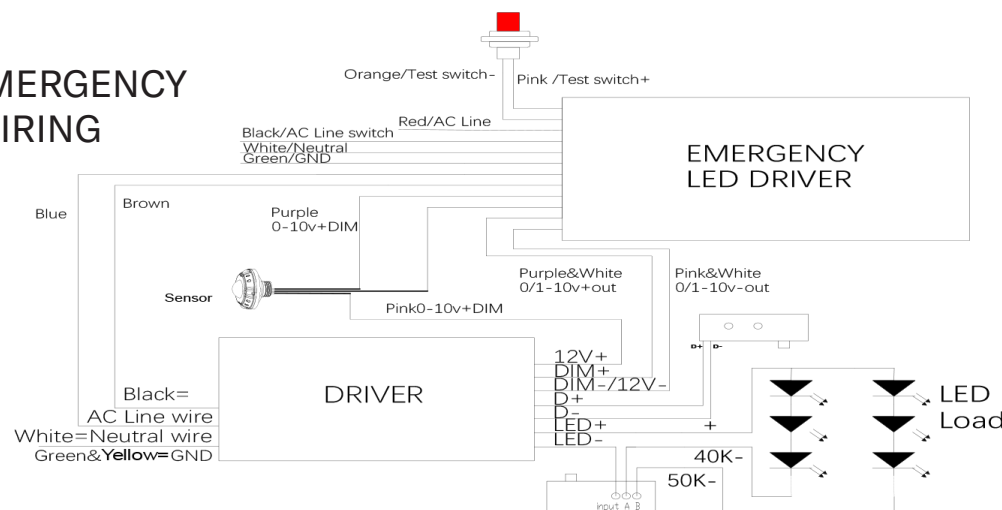 MERGENCY
IRING
Orange/Test switch-
Pink /Test switch+
Red/AC Line
Black/AC Line switch
White/Neutral
Green/GND
EMERGENCY
LED DRIVER
Blue
Brown
Purple
0-10v+DIM
Sensor
Purple&White
0/1-10v+out
Pink&White
0/1-10v-out
Pink0-10v+DIM
D+ D-
DRIVER
12V+
DIM+
DIM-/12V-
D+
D-
LED+
LED-
Black=
AC Line wire
White=Neutral wire
Green&Yellow=GND
+
40K-
50K-
LED
Load
input A B